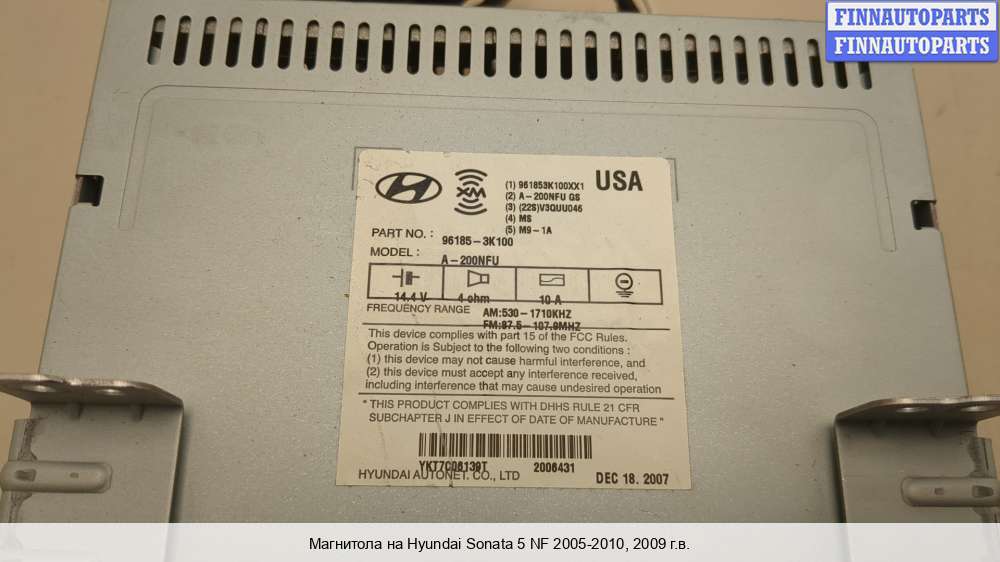 FINNAUTOPARTS
FINNAUTOPARTS
XM
(1) 961853K100XX1
(2) A-200NFU GS
(3) (22S)V3QUU046
(4) MS
(5) M9-1A
USA
PART NO. : 96185-3K100
MODEL : A-200NFU
14.4 V 4 ohm 10 A
FREQUENCY RANGE AM:530-1710KHZ
FM:87.5-107.9MHZ
This device complies with part 15 of the FCC Rules.
Operation is Subject to the following two conditions :
(1) this device may not cause harmful interference, and
(2) this device must accept any interference received,
including interference that may cause undesired operation
" THIS PRODUCT COMPLIES WITH DHHS RULE 21 CFR
SUBCHAPTER J IN EFFECT OF DATE OF MANUFACTURE "
YKT7C06139T 2006431
HYUNDAI AUTONET. CO., LTD DEC 18. 2007
Магнитола на Hyundai Sonata 5 NF 2005-2010, 2009 г.в.